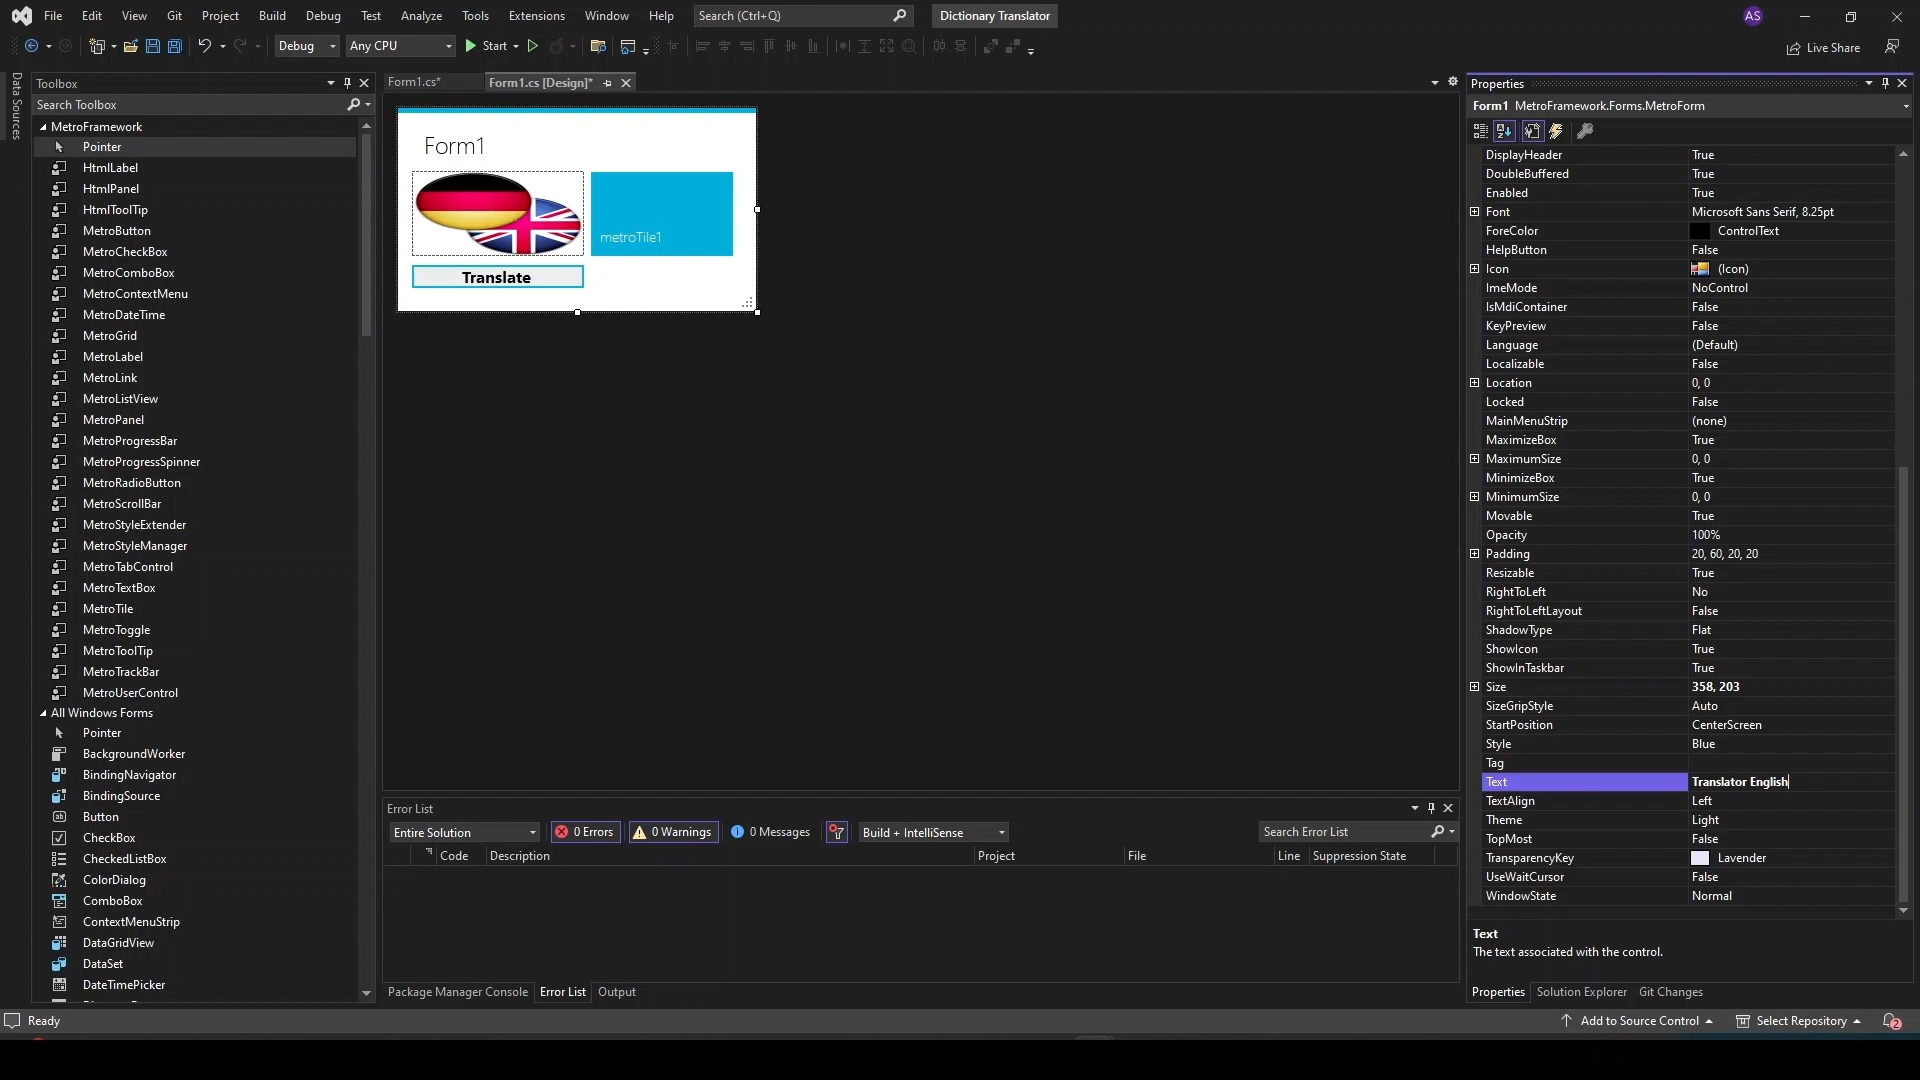 File Edit View Git Project Build Debug Test Analyze Tools Extensions Window Help Search (Ctrl+Q) Dictionary Translator AS
Debug Any CPU Start Live Share
Data Sources
Toolbox
Search Toolbox
MetroFramework
Pointer
HtmlLabel
HtmlPanel
HtmlToolTip
MetroButton
MetroCheckBox
MetroComboBox
MetroContextMenu
MetroDateTime
MetroGrid
MetroLabel
MetroLink
MetroListView
MetroPanel
MetroProgressBar
MetroProgressSpinner
MetroRadioButton
MetroScrollBar
MetroStyleExtender
MetroStyleManager
MetroTabControl
MetroTextBox
MetroTile
MetroToggle
MetroToolTip
MetroTrackBar
MetroUserControl
All Windows Forms
Pointer
BackgroundWorker
BindingNavigator
BindingSource
Button
CheckBox
CheckedListBox
ColorDialog
ComboBox
ContextMenuStrip
DataGridView
DataSet
DateTimePicker
Form1.cs* Form1.cs [Design]*
Form1
metroTile1
Translate
Error List
Entire Solution 0 Errors 0 Warnings 0 Messages Build + IntelliSense Search Error List
Code Description Project File Line Suppression State
Package Manager Console Error List Output
Properties
Form1 MetroFramework.Forms.MetroForm
DisplayHeader True
DoubleBuffered True
Enabled True
Font Microsoft Sans Serif, 8.25pt
ForeColor ControlText
HelpButton False
Icon (Icon)
ImeMode NoControl
IsMdiContainer False
KeyPreview False
Language (Default)
Localizable False
Location 0, 0
Locked False
MainMenuStrip (none)
MaximizeBox True
MaximumSize 0, 0
MinimizeBox True
MinimumSize 0, 0
Movable True
Opacity 100%
Padding 20, 60, 20, 20
Resizable True
RightToLeft No
RightToLeftLayout False
ShadowType Flat
ShowIcon True
ShowInTaskbar True
Size 358, 203
SizeGripStyle Auto
StartPosition CenterScreen
Style Blue
Tag
Text Translator English
TextAlign Left
Theme Light
TopMost False
TransparencyKey Lavender
UseWaitCursor False
WindowState Normal
Text
The text associated with the control.
Properties Solution Explorer Git Changes
Ready Add to Source Control Select Repository 2